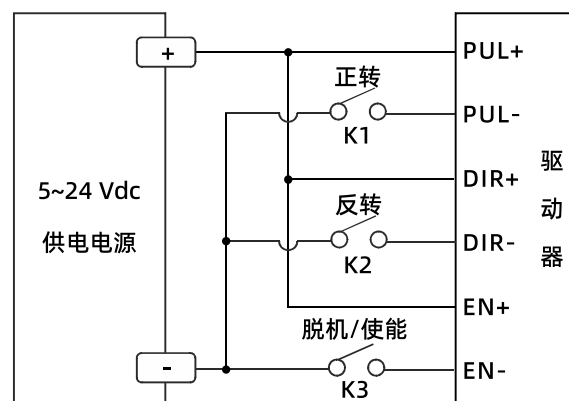 +
PUL+
正转
PUL-
K1
驱
DIR+
5~24 Vdc
动
反转
供电电源
DIR-
器
K2
EN+
脱机/使能
-
EN-
K3